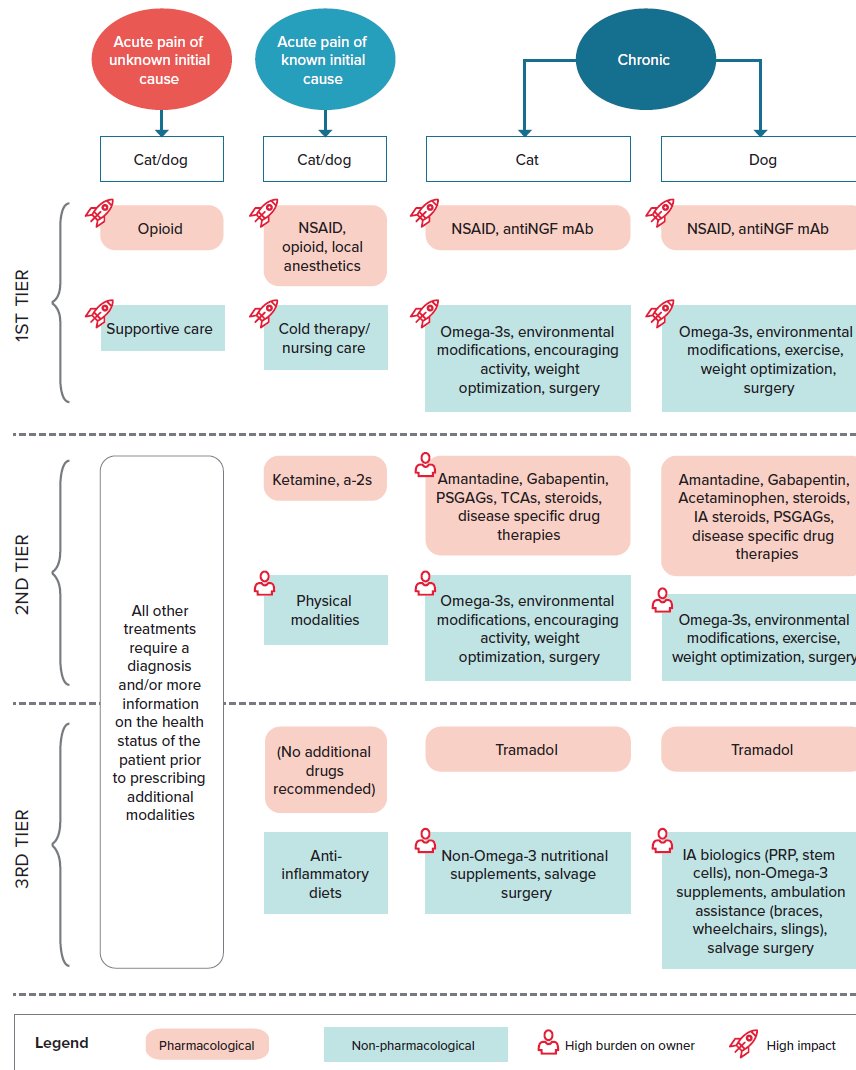 Acute pain of
unknown initial
cause
Acute pain of
known initial
cause
Chronic
Cat/dog
Cat/dog
Cat
Dog
1ST TIER
Opioid
NSAID,
opioid, local
anesthetics
NSAID, antiNGF mAb
NSAID, antiNGF mAb
Supportive care
Cold therapy/
nursing care
Omega-3s, environmental
modifications, encouraging
activity, weight
optimization, surgery
Omega-3s, environmental
modifications, exercise,
weight optimization,
surgery
2ND TIER
All other
treatments
require a
diagnosis
and/or more
information
on the health
status of the
patient prior
to prescribing
additional
modalities
Ketamine, a-2s
Amantadine, Gabapentin,
PSGAGs, TCAs, steroids,
disease specific drug
therapies
Amantadine, Gabapentin,
Acetaminophen, steroids,
IA steroids, PSGAGs,
disease specific drug
therapies
Physical
modalities
Omega-3s, environmental
modifications, encouraging
activity, weight
optimization, surgery
Omega-3s, environmental
modifications, exercise,
weight optimization, surgery
3RD TIER
(No additional
drugs
recommended)
Tramadol
Tramadol
Anti-
inflammatory
diets
Non-Omega-3 nutritional
supplements, salvage
surgery
IA biologics (PRP, stem
cells), non-Omega-3
supplements, ambulation
assistance (braces,
wheelchairs, slings),
salvage surgery
Legend
Pharmacological
Non-pharmacological
High burden on owner
High impact